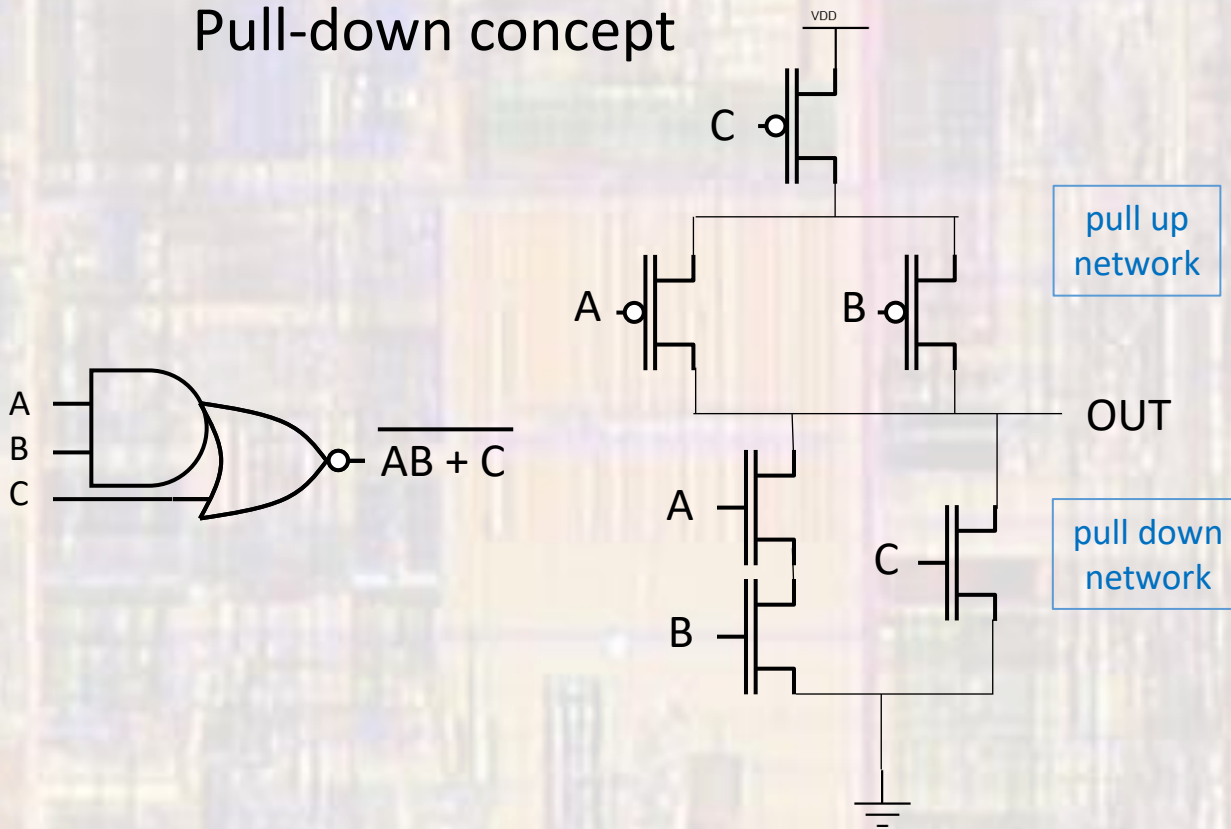 Pull-down concept
VDD
C
pull up
network
A
B
OUT
A
B
C
AB + C
A
C
B
pull down
network